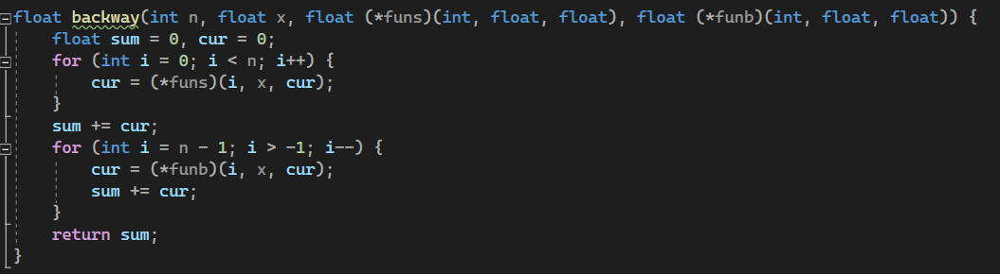 float backway(int n, float x, float (*funs)(int, float, float), float (*funb)(int, float, float)) {
    float sum = 0, cur = 0;
    for (int i = 0; i < n; i++) {
        cur = (*funs)(i, x, cur);
    }
    sum += cur;
    for (int i = n - 1; i > -1; i--) {
        cur = (*funb)(i, x, cur);
        sum += cur;
    }
    return sum;
}